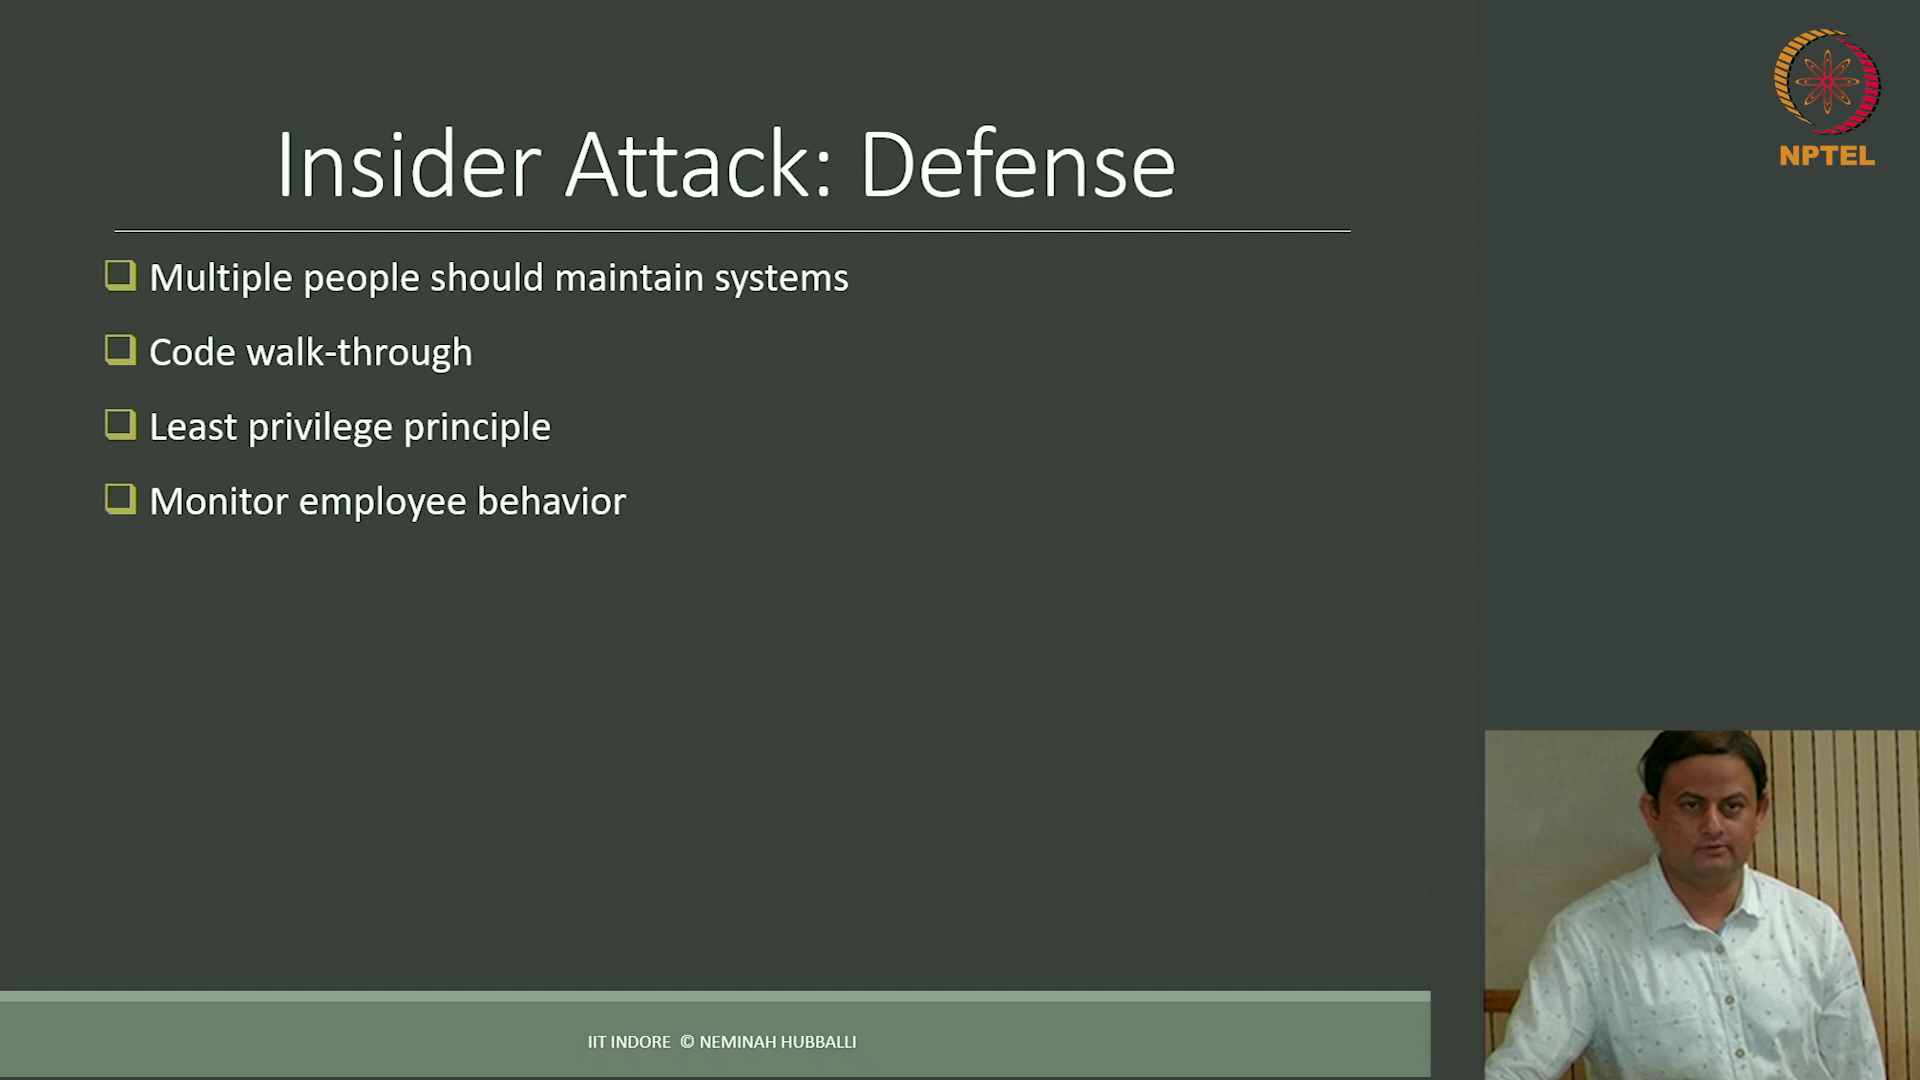 NPTEL
Insider Attack: Defense
Multiple people should maintain systems
Code walk-through
Least privilege principle
Monitor employee behavior
IIT INDORE © NEMINAH HUBBALLI